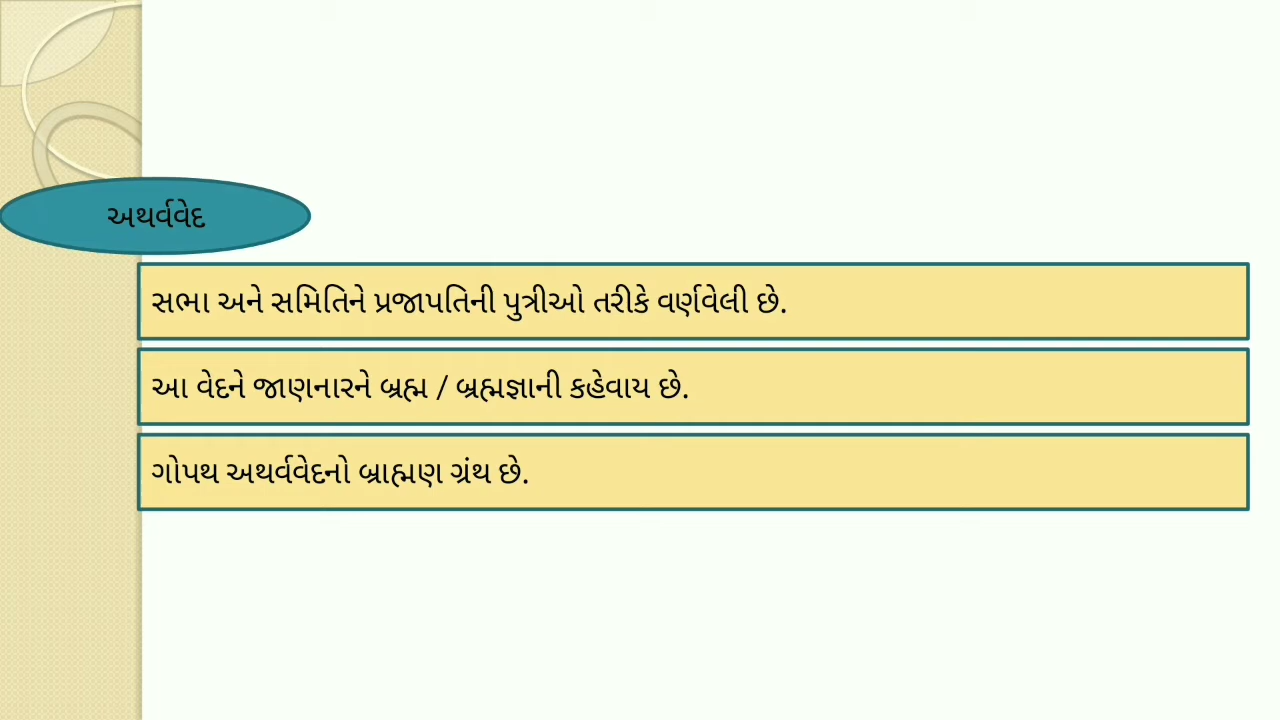 અથર્વવેદ
સભા અને સમિતિને પ્રજાપતિની પુત્રીઓ તરીકે વર્ણવેલી છે.
આ વેદને જાણનારને બ્રહ્મ / બ્રહ્મજ્ઞાની કહેવાય છે.
ગોપથ અથર્વવેદનો બ્રાહ્મણ ગ્રંથ છે.